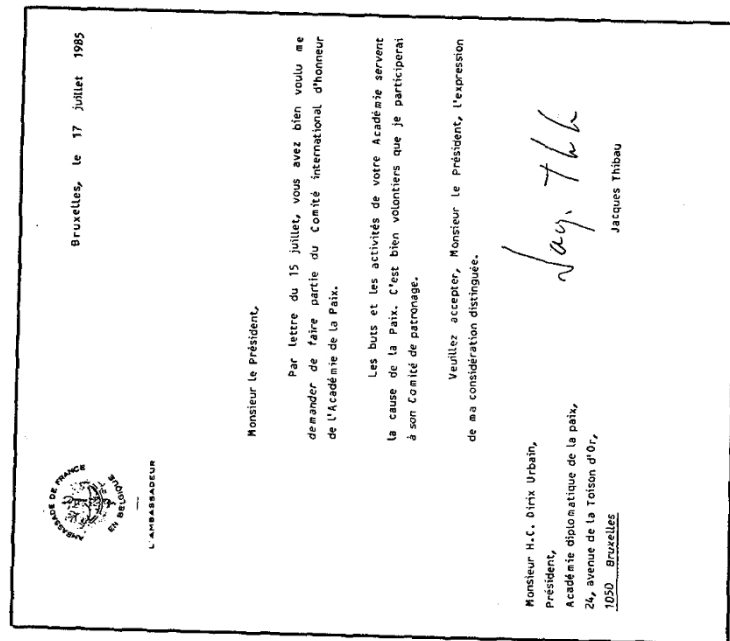 AMBASSADE DE FRANCE
EN BELGIQUE
L'AMBASSADEUR
Bruxelles, le 17 juillet 1985
Monsieur le Président,
Par lettre du 15 juillet, vous avez bien voulu me
demander de faire partie du Comité international d'honneur
de l'Académie de la Paix.
Les buts et les activités de votre Académie servent
la cause de la Paix. C'est bien volontiers que je participerai
à son Comité de patronage.
Veuillez accepter, Monsieur le Président, l'expression
de ma considération distinguée.
Jacques Thibau
Monsieur H.C. Dirix Urbain,
Président,
Académie diplomatique de la paix,
24, avenue de la Toison d'Or,
1050 Bruxelles